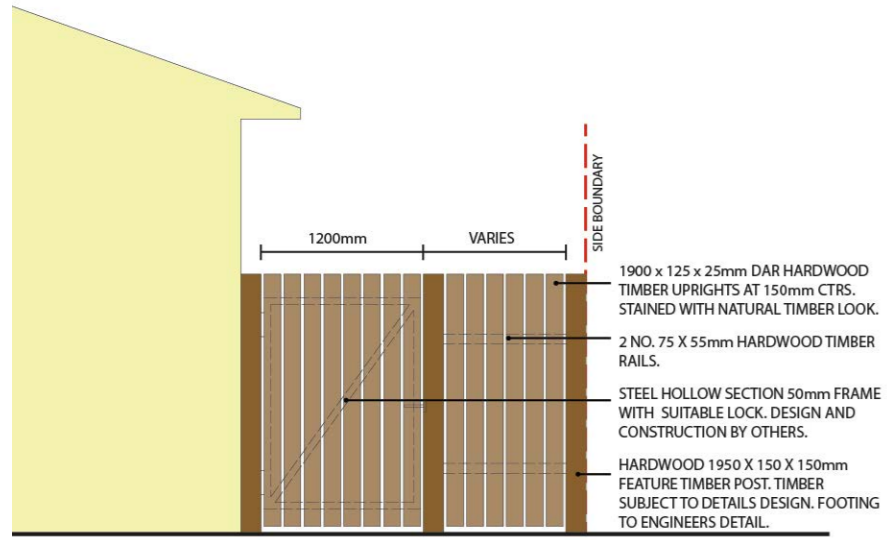 1200mm
VARIES
SIDE BOUNDARY
1900 x 125 x 25mm DAR HARDWOOD
TIMBER UPRIGHTS AT 150mm CTRS.
STAINED WITH NATURAL TIMBER LOOK.
2 NO. 75 X 55mm HARDWOOD TIMBER
RAILS.
STEEL HOLLOW SECTION 50mm FRAME
WITH SUITABLE LOCK. DESIGN AND
CONSTRUCTION BY OTHERS.
HARDWOOD 1950 X 150 X 150mm
FEATURE TIMBER POST. TIMBER
SUBJECT TO DETAILS DESIGN. FOOTING
TO ENGINEERS DETAIL.